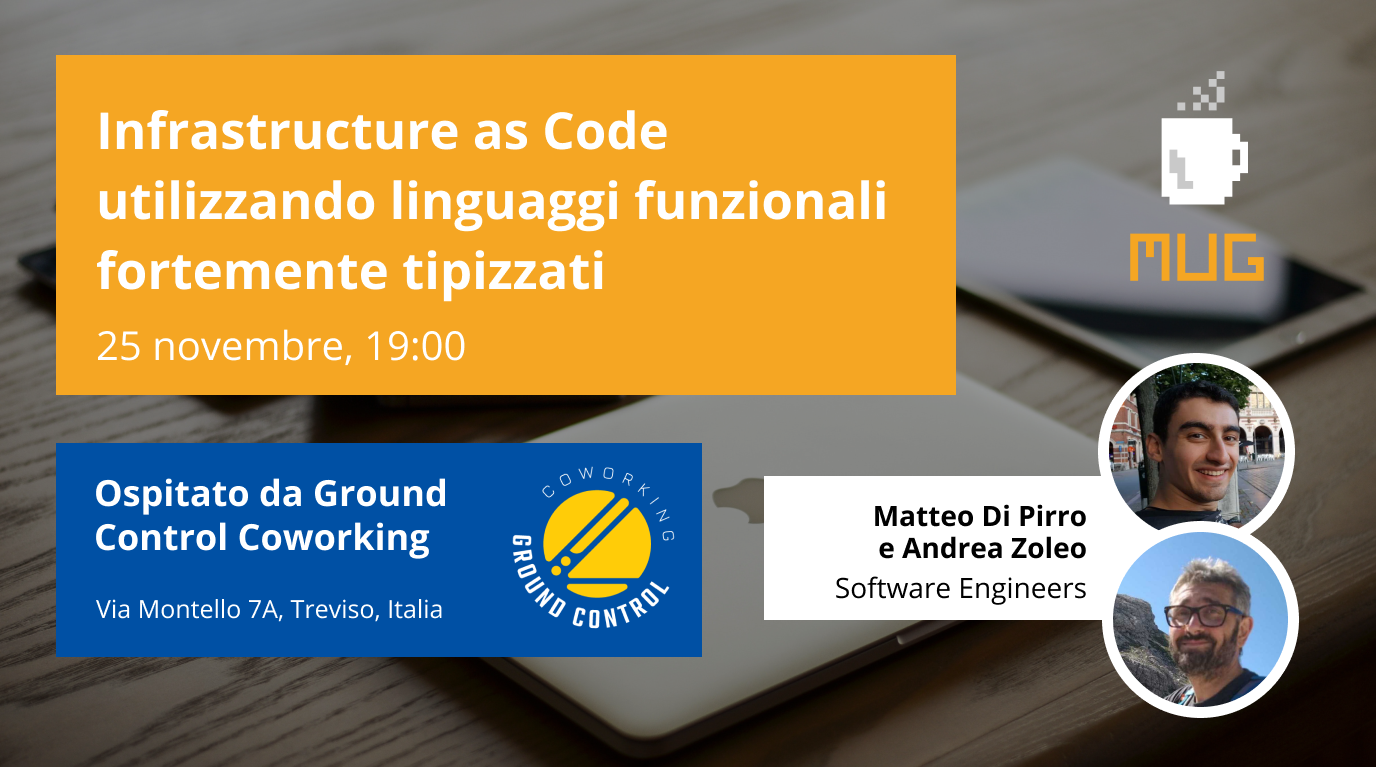 Infrastructure as Code
utilizzando linguaggi funzionali
fortemente tipizzati
25 novembre, 19:00
MUG
Ospitato da Ground
Control Coworking
Via Montello 7A, Treviso, Italia
COWORKING
GROUND CONTROL
Matteo Di Pirro
e Andrea Zoleo
Software Engineers